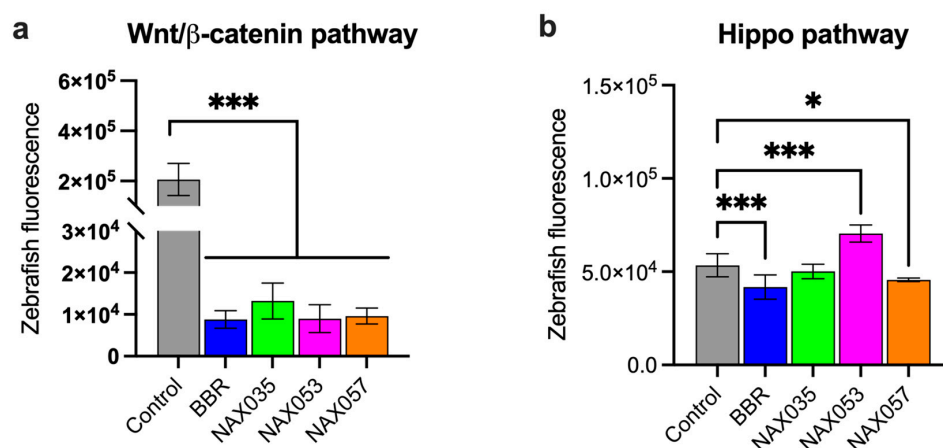 a
Wnt/β-catenin pathway
Zebrafish fluorescence
6×10⁵
4×10⁵
2×10⁵
3×10⁴
2×10⁴
1×10⁴
0
***
Control
BBR
NAX035
NAX053
NAX057
b
Hippo pathway
Zebrafish fluorescence
1.5×10⁵
1.0×10⁵
5.0×10⁴
0.0
*
***
***
Control
BBR
NAX035
NAX053
NAX057